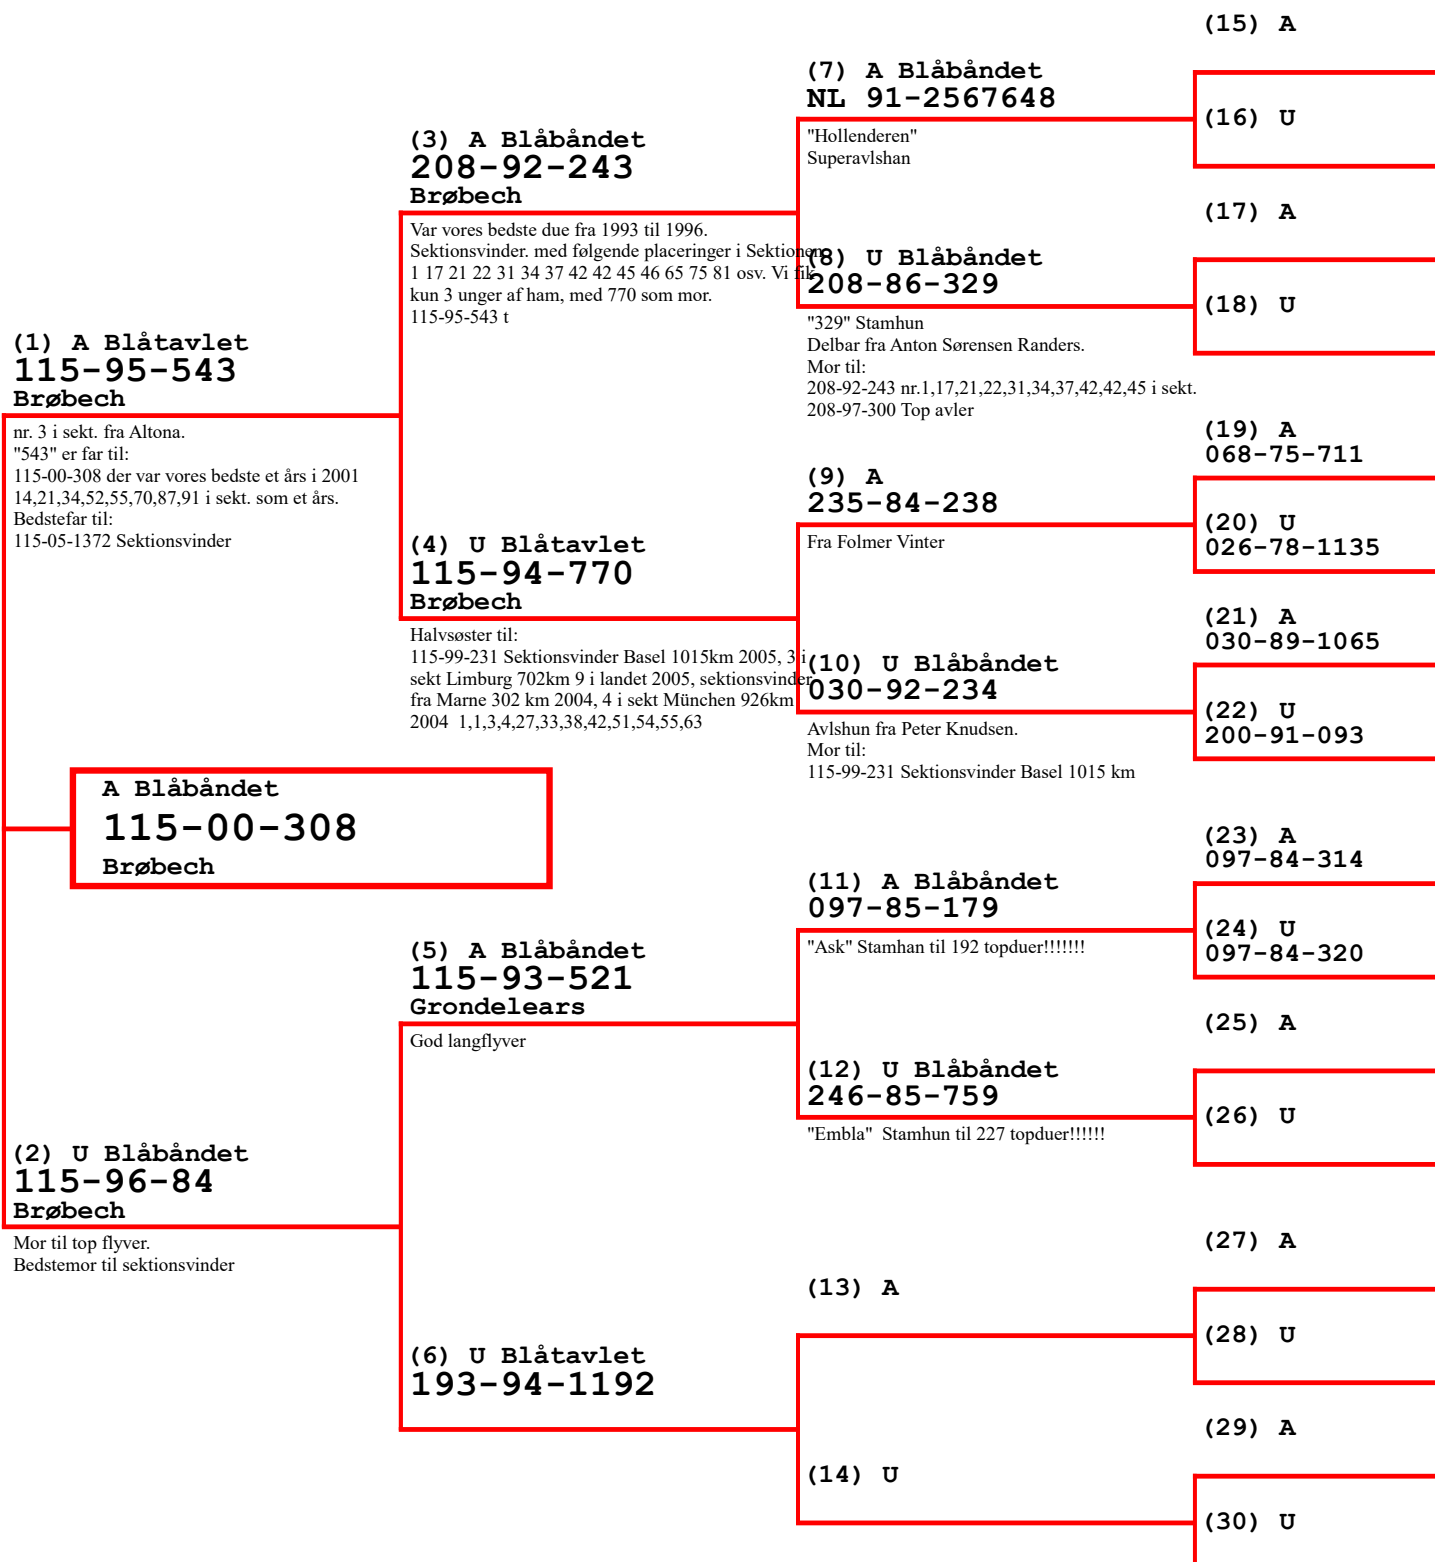 (1) A Blåtavlet
115-95-543
Brøbech
nr. 3 i sekt. fra Altona.
"543" er far til:
115-00-308 der var vores bedste et års i 2001
14,21,34,52,55,70,87,91 i sekt. som et års.
Bedstefar til:
115-05-1372 Sektionsvinder
A Blåbåndet
115-00-308
Brøbech
(2) U Blåbåndet
115-96-84
Brøbech
Mor til top flyver.
Bedstemor til sektionsvinder
(3) A Blåbåndet
208-92-243
Brøbech
Var vores bedste due fra 1993 til 1996.
Sektionsvinder. med følgende placeringer i Sektionen
1 17 21 22 31 34 37 42 42 45 46 65 75 81 osv. Vi fik
kun 3 unger af ham, med 770 som mor.
115-95-543 t
(4) U Blåtavlet
115-94-770
Brøbech
Halvsøster til:
115-99-231 Sektionsvinder Basel 1015km 2005, 3 i
sekt Limburg 702km 9 i landet 2005, sektionsvinder
fra Marne 302 km 2004, 4 i sekt München 926km
2004  1,1,3,4,27,33,38,42,51,54,55,63
(5) A Blåbåndet
115-93-521
Grondelears
God langflyver
(6) U Blåtavlet
193-94-1192
(7) A Blåbåndet
NL 91-2567648
"Hollenderen"
Superavlshan
(8) U Blåbåndet
208-86-329
"329" Stamhun
Delbar fra Anton Sørensen Randers.
Mor til:
208-92-243 nr.1,17,21,22,31,34,37,42,42,45 i sekt.
208-97-300 Top avler
(9) A
235-84-238
Fra Folmer Vinter
(10) U Blåbåndet
030-92-234
Avlshun fra Peter Knudsen.
Mor til:
115-99-231 Sektionsvinder Basel 1015 km
(11) A Blåbåndet
097-85-179
"Ask" Stamhan til 192 topduer!!!!!!!
(12) U Blåbåndet
246-85-759
"Embla"  Stamhun til 227 topduer!!!!!!
(13) A
(14) U
(15) A
(16) U
(17) A
(18) U
(19) A
068-75-711
(20) U
026-78-1135
(21) A
030-89-1065
(22) U
200-91-093
(23) A
097-84-314
(24) U
097-84-320
(25) A
(26) U
(27) A
(28) U
(29) A
(30) U